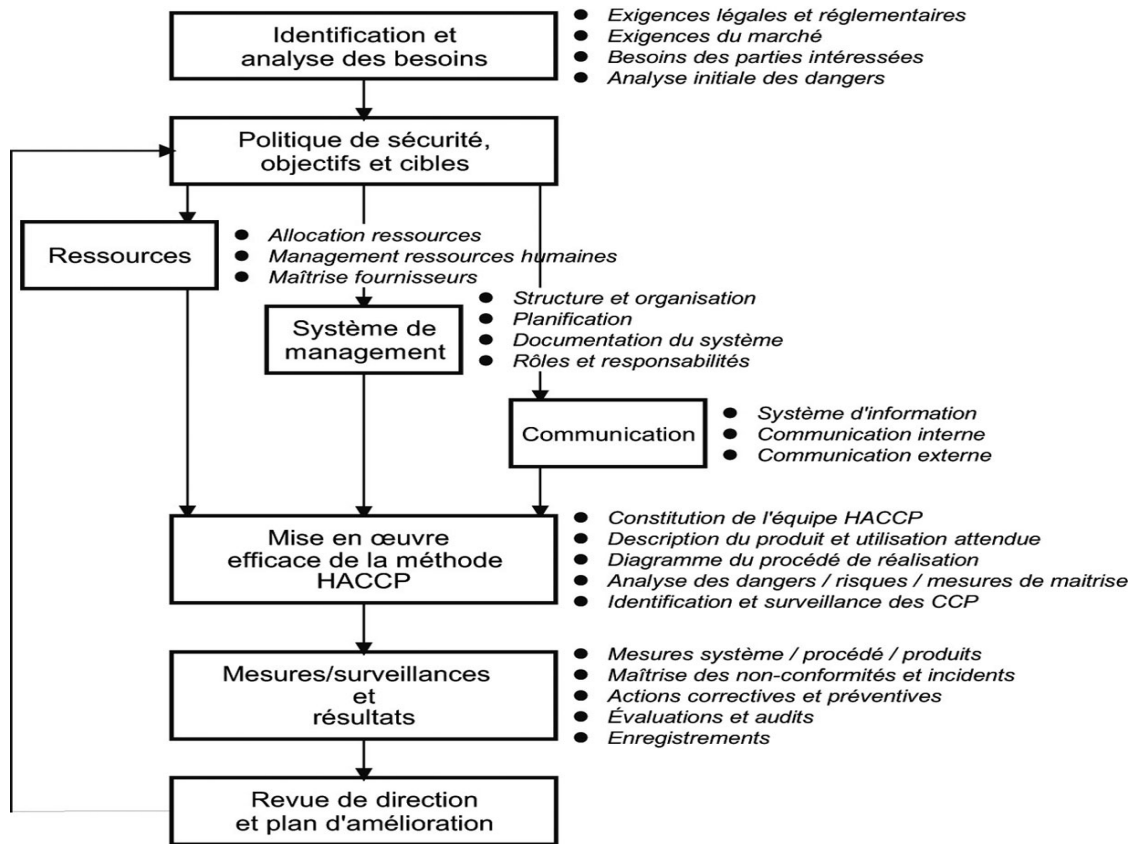 Identification et
analyse des besoins
● Exigences légales et réglementaires
● Exigences du marché
● Besoins des parties intéressées
● Analyse initiale des dangers
Politique de sécurité,
objectifs et cibles
Ressources
● Allocation ressources
● Management ressources humaines
● Maîtrise fournisseurs
Système de
management
● Structure et organisation
● Planification
● Documentation du système
● Rôles et responsabilités
Communication
● Système d'information
● Communication interne
● Communication externe
Mise en œuvre
efficace de la méthode
HACCP
● Constitution de l'équipe HACCP
● Description du produit et utilisation attendue
● Diagramme du procédé de réalisation
● Analyse des dangers / risques / mesures de maitrise
● Identification et surveillance des CCP
Mesures/surveillances
et
résultats
● Mesures système / procédé / produits
● Maîtrise des non-conformités et incidents
● Actions correctives et préventives
● Évaluations et audits
● Enregistrements
Revue de direction
et plan d'amélioration